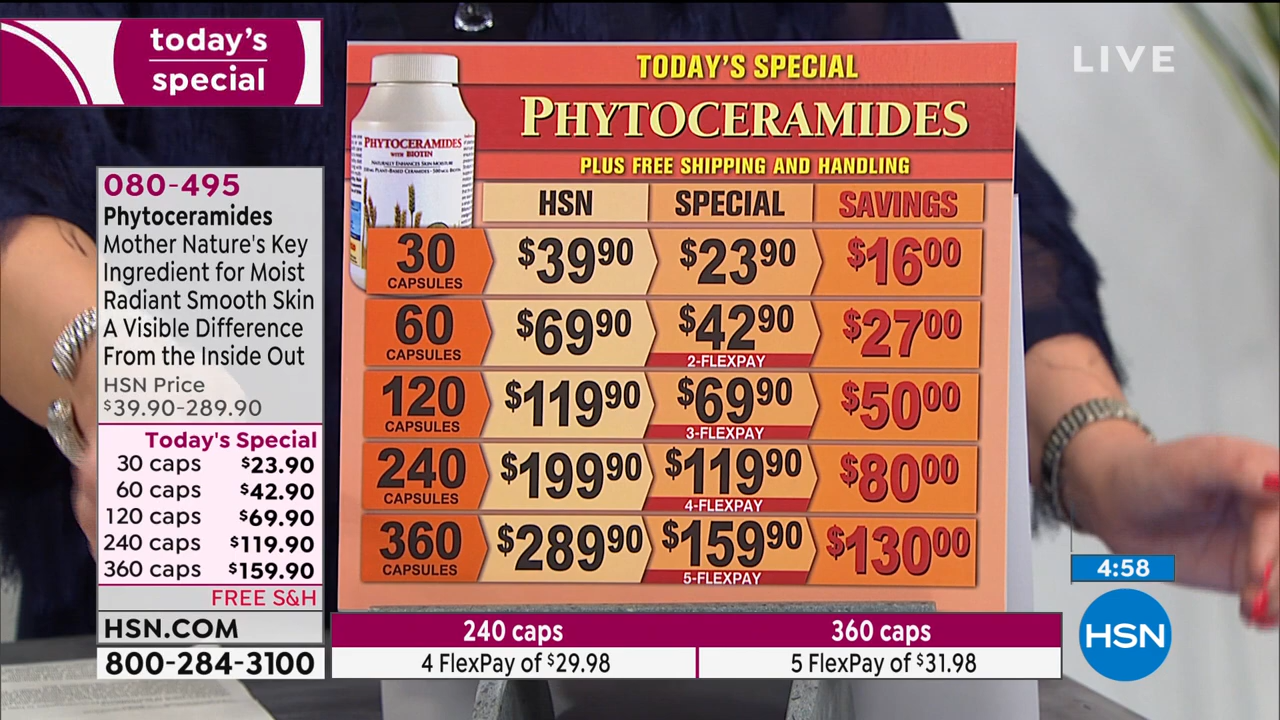 today's
special
LIVE
080-495
Phytoceramides
Mother Nature's Key
Ingredient for Moist
Radiant Smooth Skin
A Visible Difference
From the Inside Out
HSN Price
$39.90-289.90
Today's Special
30 caps $23.90
60 caps $42.90
120 caps $69.90
240 caps $119.90
360 caps $159.90
FREE S&H
HSN.COM
800-284-3100
TODAY'S SPECIAL
PHYTOCERAMIDES
PLUS FREE SHIPPING AND HANDLING
PHYTOCERAMIDES
WITH BIOTIN
NATURALLY ENHANCES SKIN MOISTURE
HSN SPECIAL SAVINGS
30 CAPSULES $39.90 $23.90 $16.00
60 CAPSULES $69.90 $42.90 $27.00
2-FLEXPAY
120 CAPSULES $119.90 $69.90 $50.00
3-FLEXPAY
240 CAPSULES $199.90 $119.90 $80.00
4-FLEXPAY
360 CAPSULES $289.90 $159.90 $130.00
5-FLEXPAY
240 caps 360 caps
4 FlexPay of $29.98 5 FlexPay of $31.98
4:58
HSN